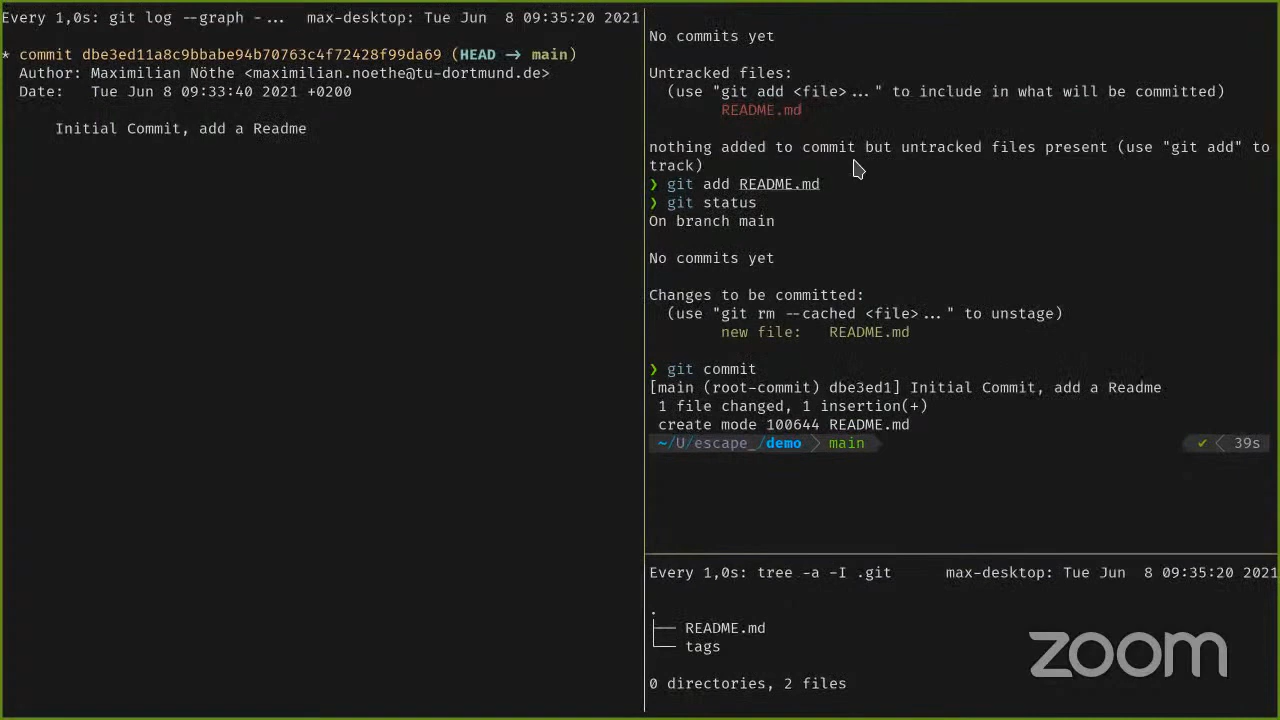 Every 1,0s: git log --graph -... max-desktop: Tue Jun 8 09:35:20 2021
* commit dbe3ed11a8c9bbabe94b70763c4f72428f99da69 (HEAD → main)
Author: Maximilian Nöthe <maximilian.noethe@tu-dortmund.de>
Date: Tue Jun 8 09:33:40 2021 +0200
Initial Commit, add a Readme
No commits yet
Untracked files:
(use "git add <file>..." to include in what will be committed)
README.md
nothing added to commit but untracked files present (use "git add" to
track)
❯ git add README.md
❯ git status
On branch main
No commits yet
Changes to be committed:
(use "git rm --cached <file>..." to unstage)
new file: README.md
❯ git commit
[main (root-commit) dbe3ed1] Initial Commit, add a Readme
1 file changed, 1 insertion(+)
create mode 100644 README.md
~/U/escape_/demo main ✔ 39s
Every 1,0s: tree -a -I .git max-desktop: Tue Jun 8 09:35:20 2021
.
├── README.md
└── tags
0 directories, 2 files
zoom